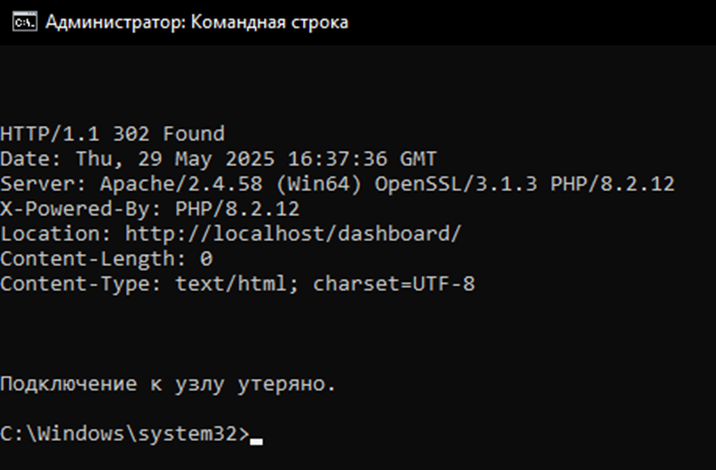 Администратор: Командная строка
HTTP/1.1 302 Found
Date: Thu, 29 May 2025 16:37:36 GMT
Server: Apache/2.4.58 (Win64) OpenSSL/3.1.3 PHP/8.2.12
X-Powered-By: PHP/8.2.12
Location: http://localhost/dashboard/
Content-Length: 0
Content-Type: text/html; charset=UTF-8
Подключение к узлу утеряно.
C:\Windows\system32>